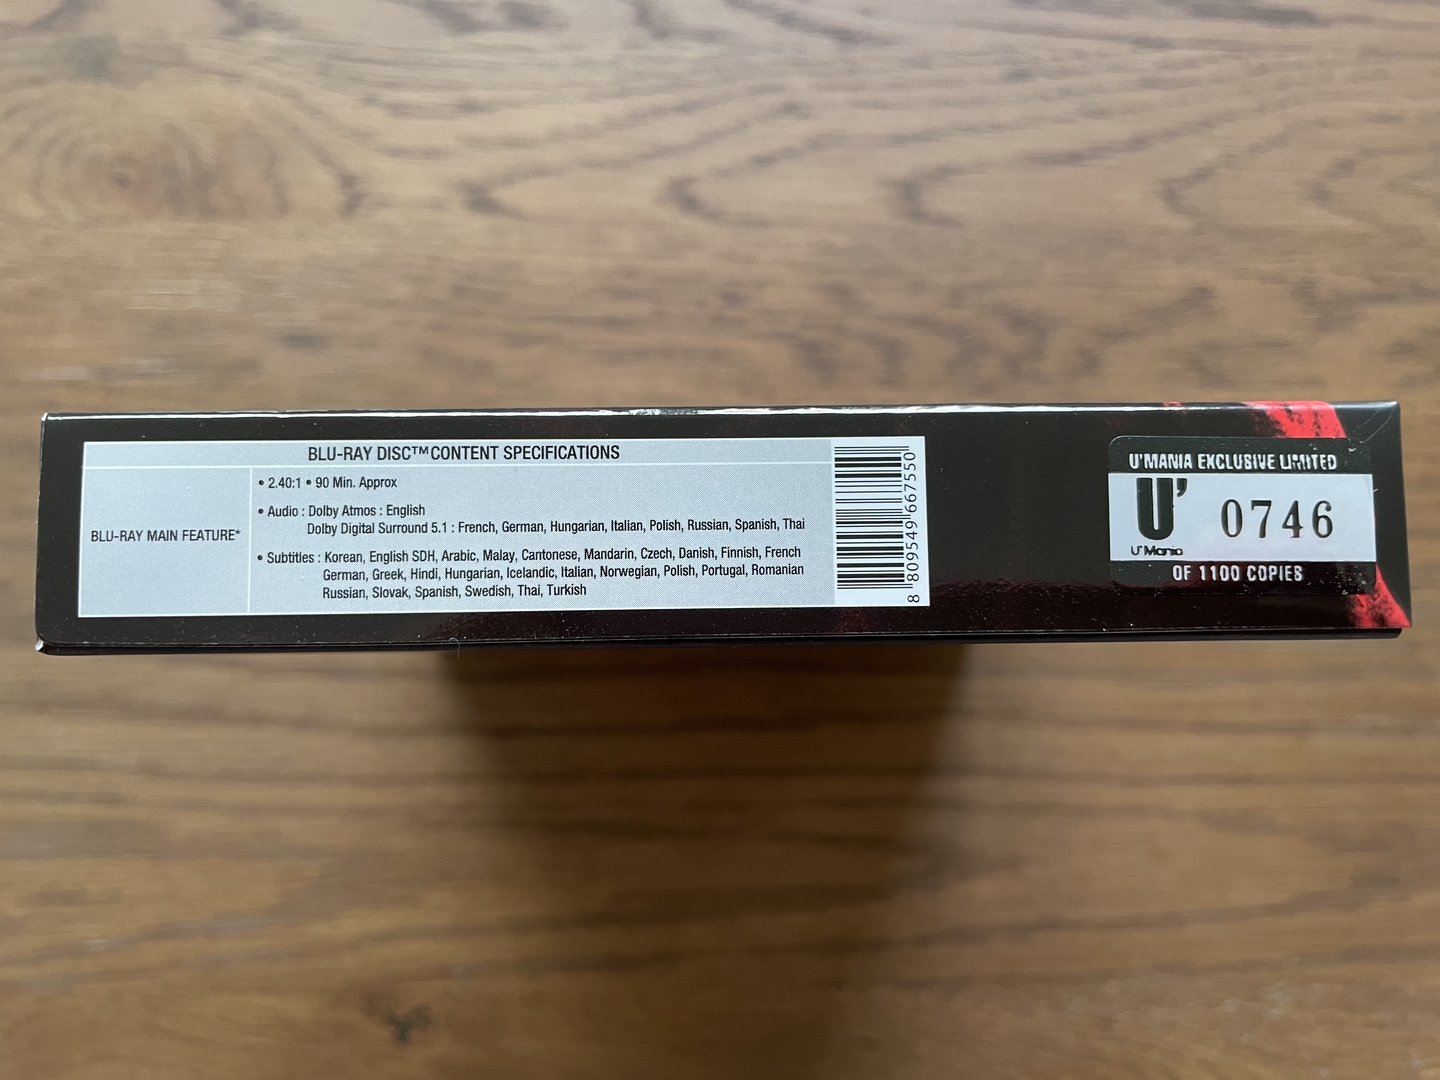 BLU-RAY DISC™ CONTENT SPECIFICATIONS
BLU-RAY MAIN FEATURE*
• 2.40:1 • 90 Min. Approx
• Audio : Dolby Atmos : English
Dolby Digital Surround 5.1 : French, German, Hungarian, Italian, Polish, Russian, Spanish, Thai
• Subtitles : Korean, English SDH, Arabic, Malay, Cantonese, Mandarin, Czech, Danish, Finnish, French
German, Greek, Hindi, Hungarian, Icelandic, Italian, Norwegian, Polish, Portugal, Romanian
Russian, Slovak, Spanish, Swedish, Thai, Turkish
8 809549 667550
U'MANIA EXCLUSIVE LIMITED
U'
U'Mania
0746
OF 1100 COPIES